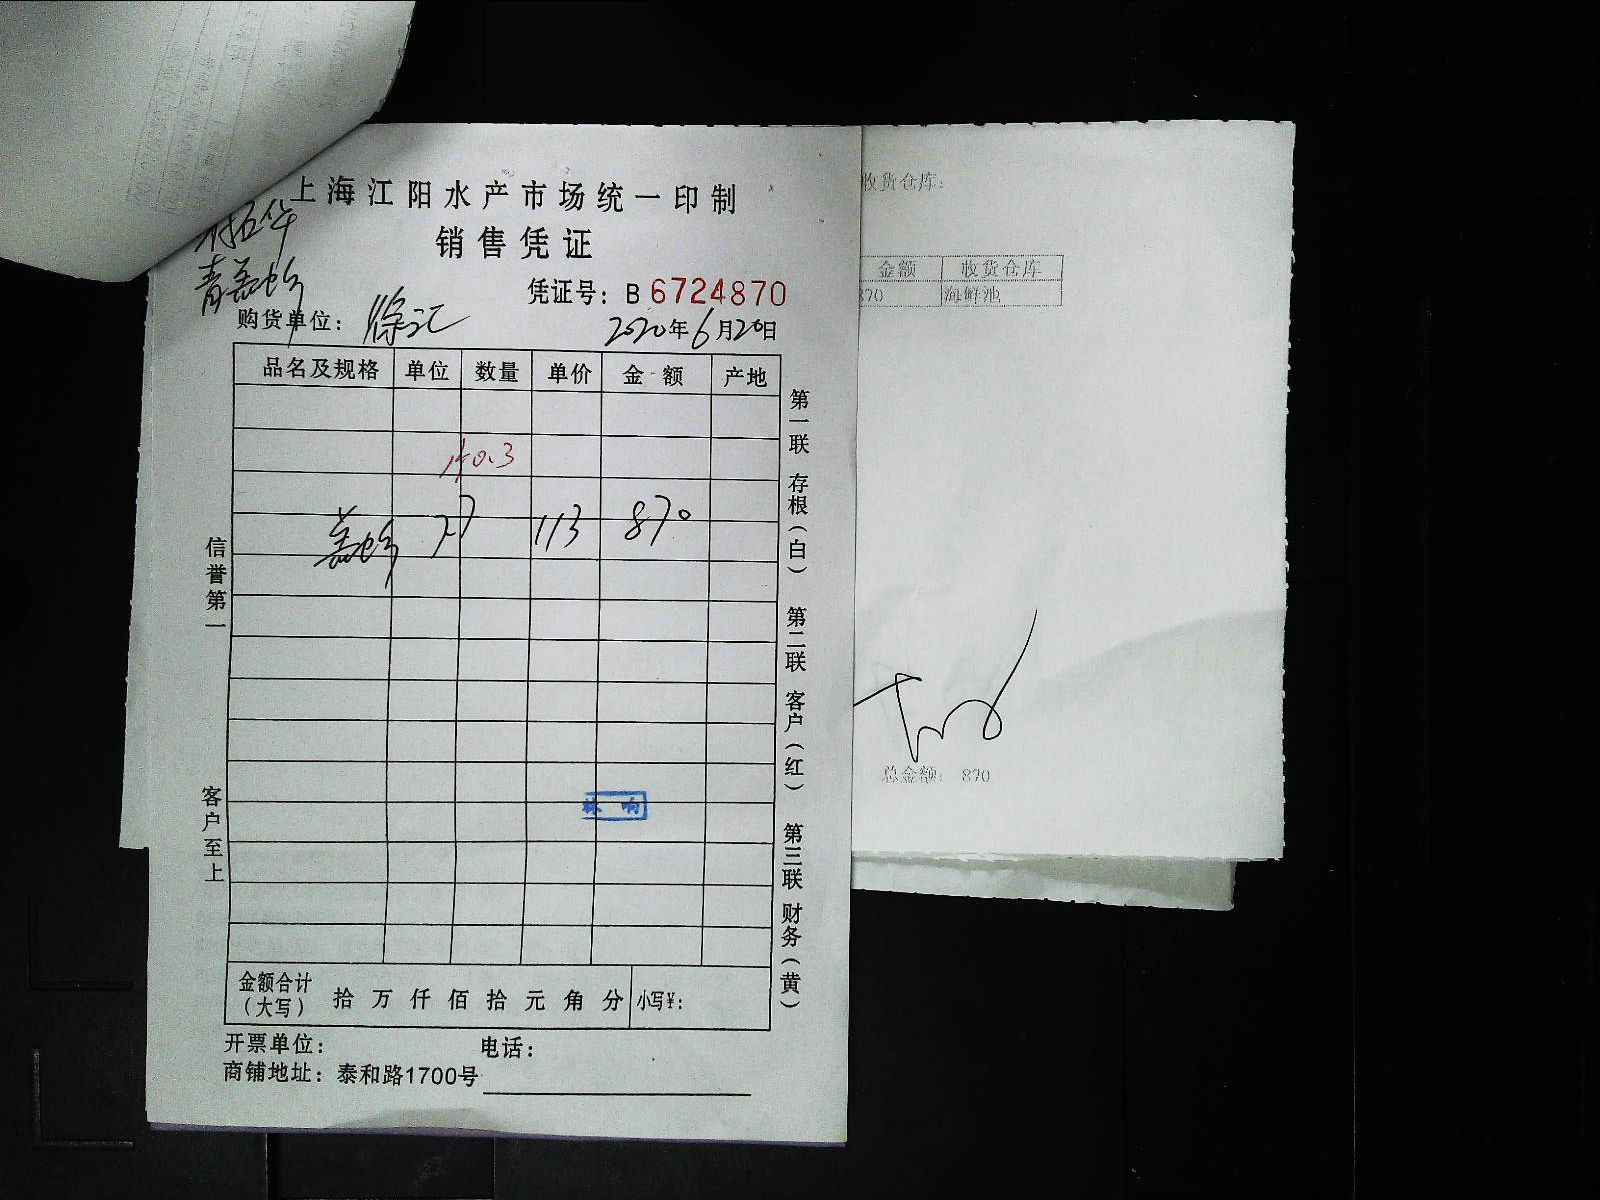 上海江阳水产市场统一印制
销售凭证
凭证号：B 6724870
青盖蚧
购货单位：徐汇
2020年6月20日
品名及规格 单位 数量 单价 金额 产地
0.3
113 870
信誉第一
客户至上
第一联 存根（白） 第二联 客户（红） 第三联 财务（黄）
金额合计（大写） 拾 万 仟 佰 拾 元 角 分 小写¥：
开票单位： 电话：
商铺地址：泰和路1700号
收货仓库：
金额 收货仓库
870 海鲜池
总金额： 870